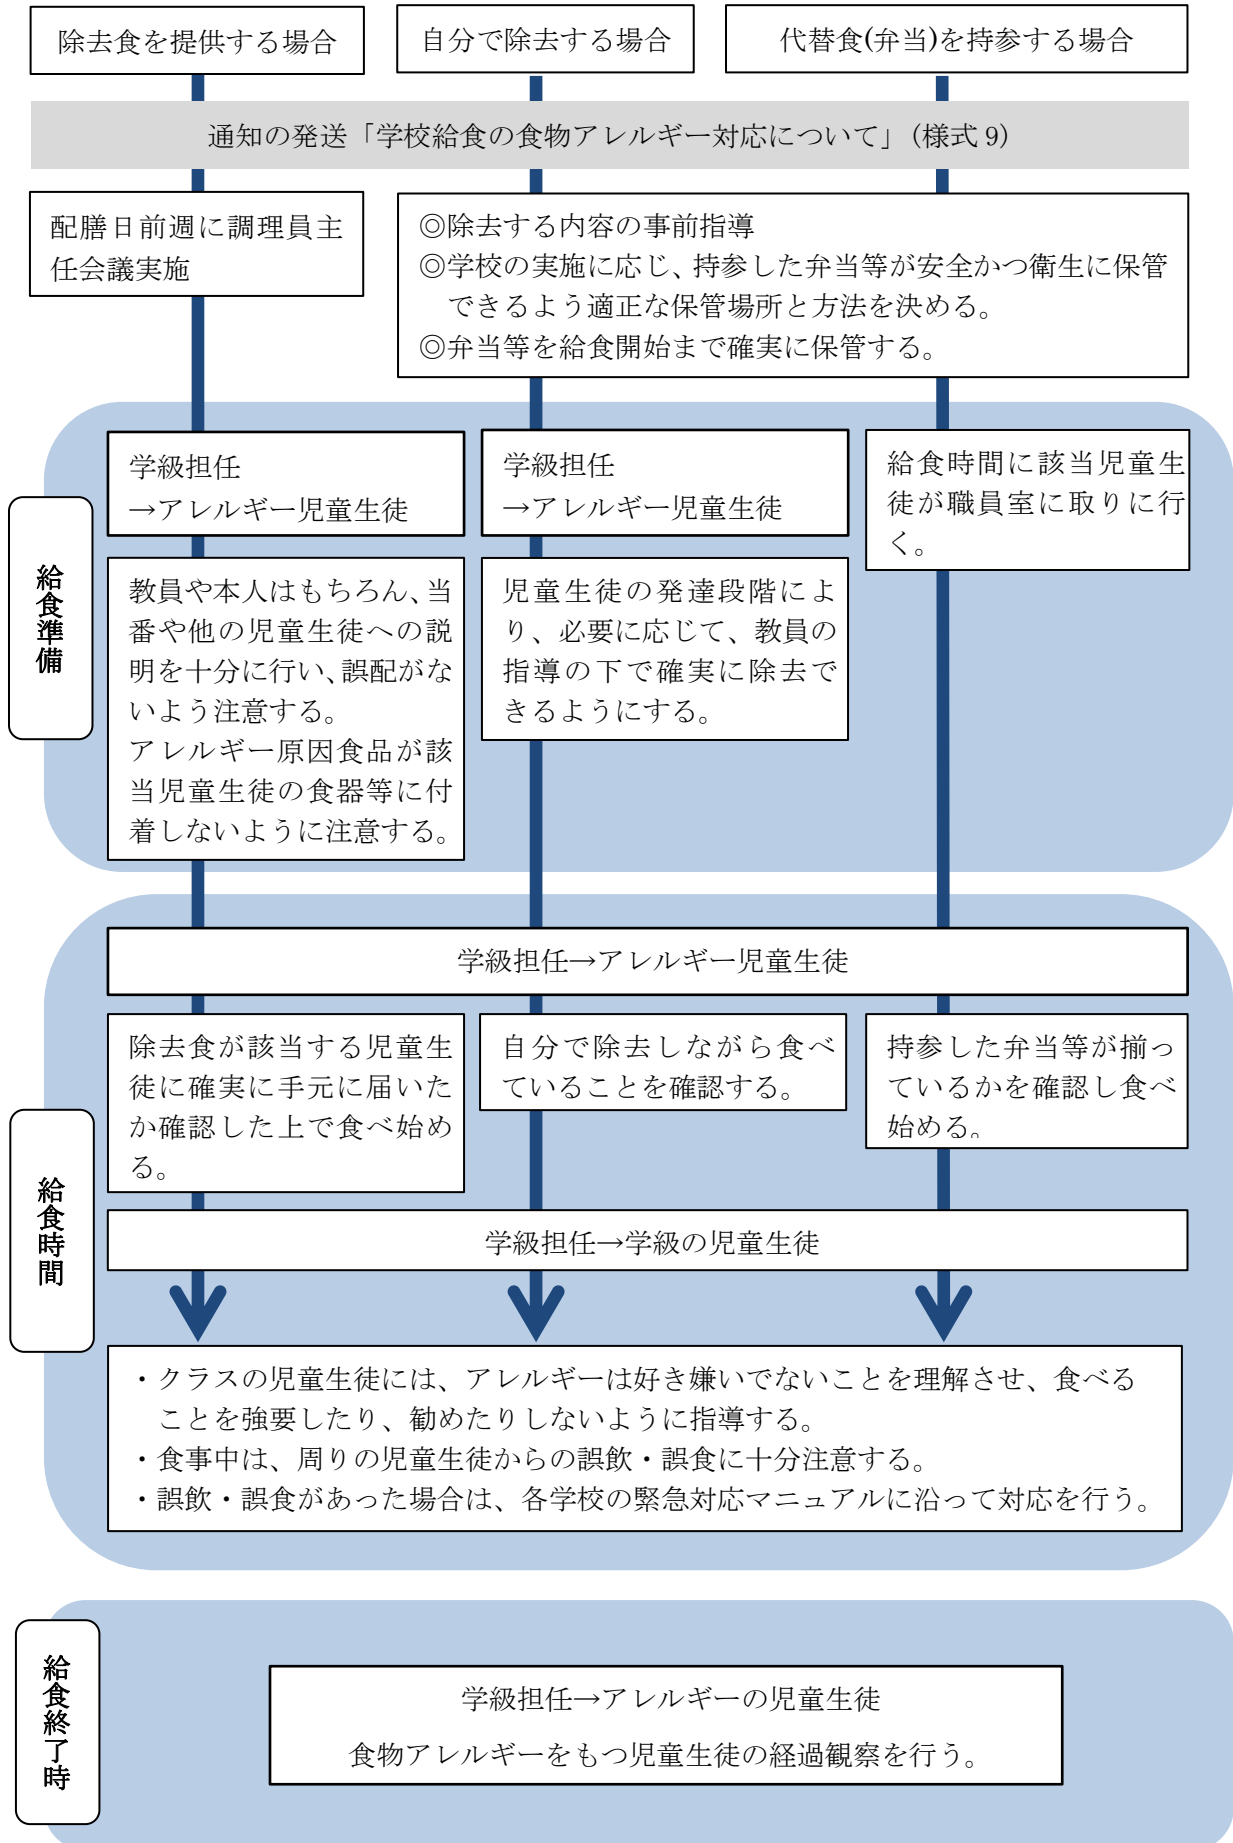 除去食を提供する場合
自分で除去する場合
代替食(弁当)を持参する場合
通知の発送「学校給食の食物アレルギー対応について」(様式 9)
配膳日前週に調理員主
任会議実施
◎除去する内容の事前指導
◎学校の実施に応じ、持参した弁当等が安全かつ衛生に保管
できるよう適正な保管場所と方法を決める。
◎弁当等を給食開始まで確実に保管する。
給食準備
学級担任
→アレルギー児童生徒
教員や本人はもちろん、当
番や他の児童生徒への説
明を十分に行い、誤配がな
いよう注意する。
アレルギー原因食品が該
当児童生徒の食器等に付
着しないように注意する。
学級担任
→アレルギー児童生徒
児童生徒の発達段階によ
り、必要に応じて、教員の
指導の下で確実に除去で
きるようにする。
給食時間に該当児童生
徒が職員室に取りに行
く。
給食時間
学級担任→アレルギー児童生徒
除去食が該当する児童生
徒に確実に手元に届いた
か確認した上で食べ始め
る。
自分で除去しながら食べ
ていることを確認する。
持参した弁当等が揃っ
ているかを確認し食べ
始める。
学級担任→学級の児童生徒
・クラスの児童生徒には、アレルギーは好き嫌いでないことを理解させ、食べる
ことを強要したり、勧めたりしないように指導する。
・食事中は、周りの児童生徒からの誤飲・誤食に十分注意する。
・誤飲・誤食があった場合は、各学校の緊急対応マニュアルに沿って対応を行う。
給食終了時
学級担任→アレルギーの児童生徒
食物アレルギーをもつ児童生徒の経過観察を行う。